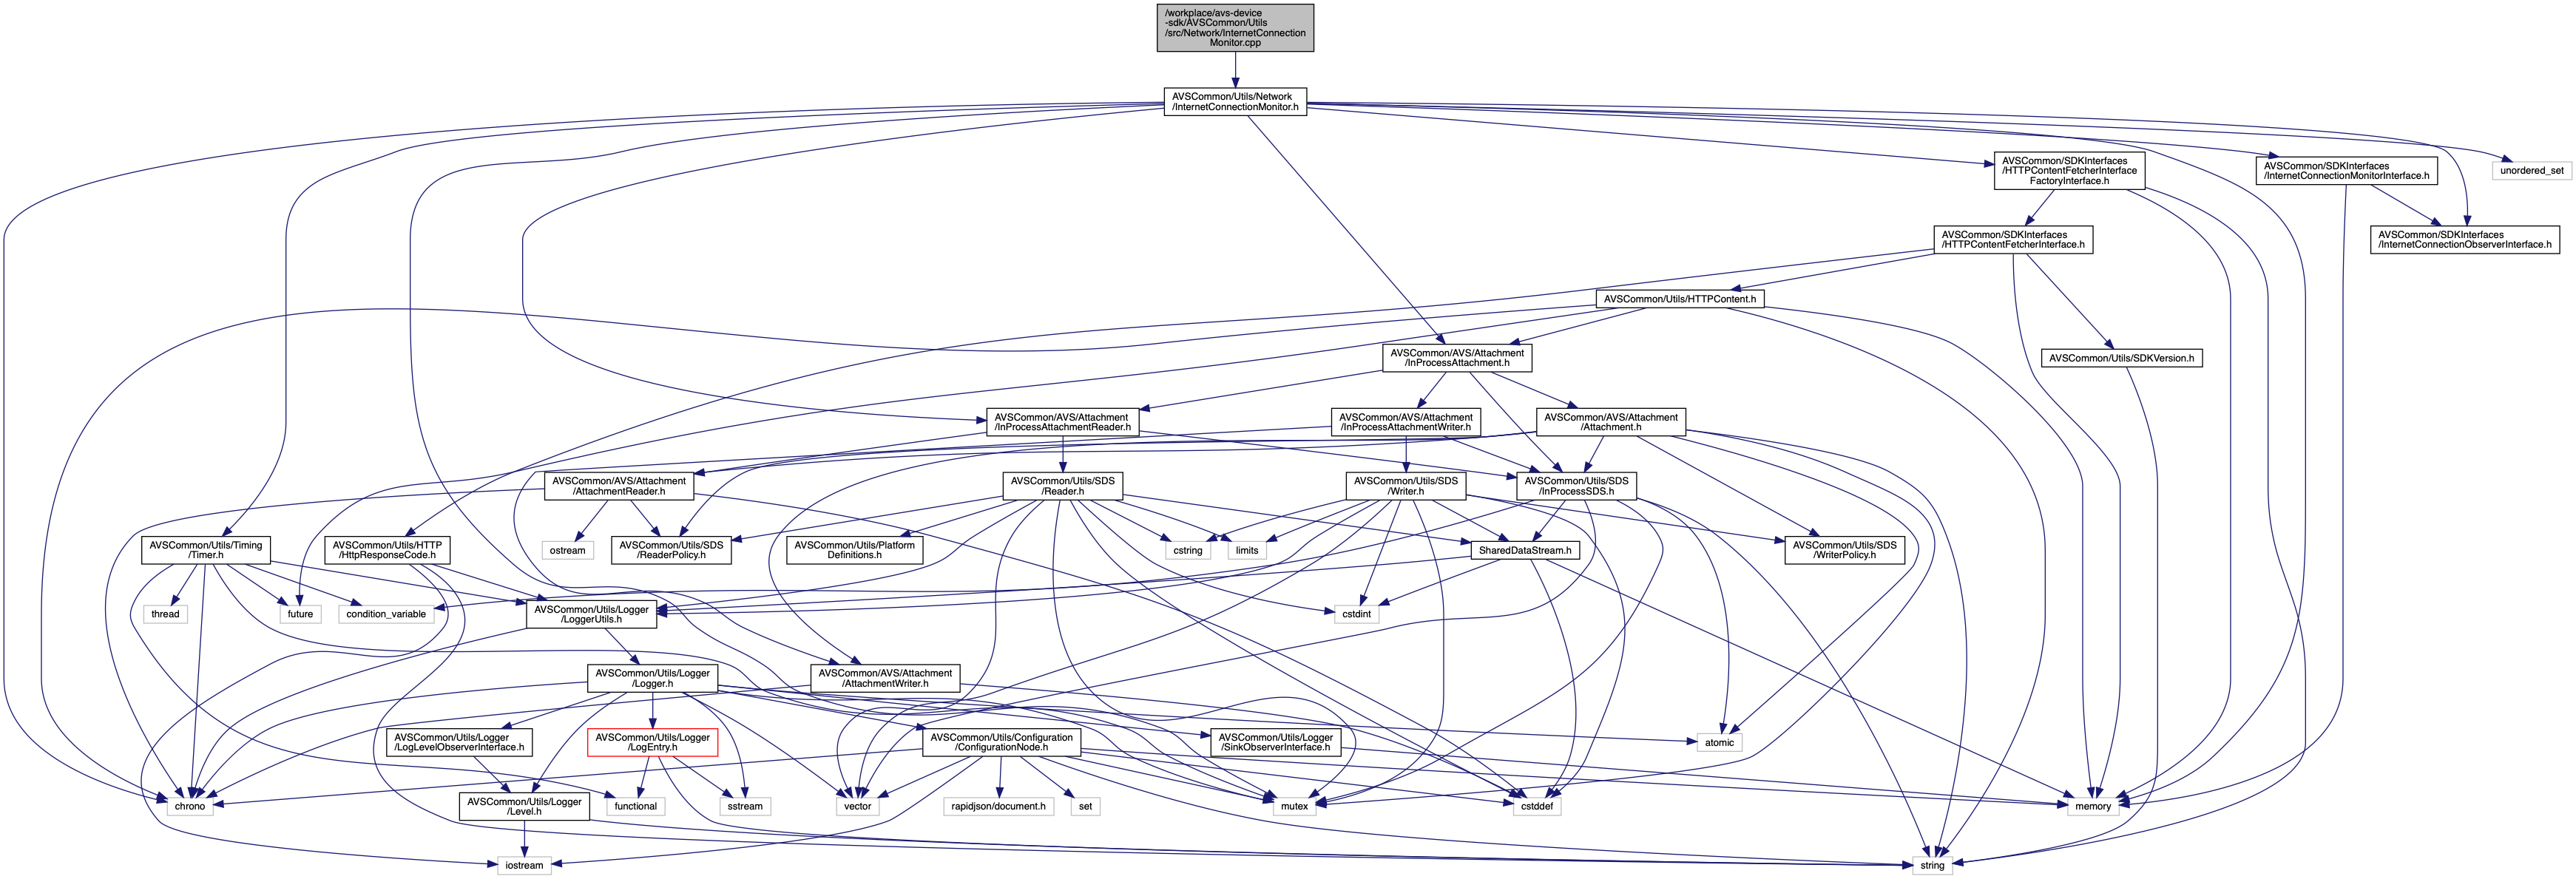 /workplace/avs-device
-sdk/AVSCommon/Utils
/src/Network/InternetConnection
Monitor.cpp
AVSCommon/Utils/Network
/InternetConnectionMonitor.h
AVSCommon/SDKInterfaces
/HTTPContentFetcherInterface
FactoryInterface.h
AVSCommon/SDKInterfaces
/InternetConnectionMonitorInterface.h
unordered_set
AVSCommon/SDKInterfaces
/HTTPContentFetcherInterface.h
AVSCommon/SDKInterfaces
/InternetConnectionObserverInterface.h
AVSCommon/Utils/HTTPContent.h
AVSCommon/AVS/Attachment
/InProcessAttachment.h
AVSCommon/Utils/SDKVersion.h
AVSCommon/AVS/Attachment
/InProcessAttachmentReader.h
AVSCommon/AVS/Attachment
/InProcessAttachmentWriter.h
AVSCommon/AVS/Attachment
/Attachment.h
AVSCommon/AVS/Attachment
/AttachmentReader.h
AVSCommon/Utils/SDS
/Reader.h
AVSCommon/Utils/SDS
/Writer.h
AVSCommon/Utils/SDS
/InProcessSDS.h
AVSCommon/Utils/Timing
/Timer.h
AVSCommon/Utils/HTTP
/HttpResponseCode.h
ostream
AVSCommon/Utils/SDS
/ReaderPolicy.h
AVSCommon/Utils/Platform
Definitions.h
cstring
limits
SharedDataStream.h
AVSCommon/Utils/SDS
/WriterPolicy.h
thread
future
condition_variable
AVSCommon/Utils/Logger
/LoggerUtils.h
cstdint
AVSCommon/Utils/Logger
/Logger.h
AVSCommon/AVS/Attachment
/AttachmentWriter.h
AVSCommon/Utils/Logger
/LogLevelObserverInterface.h
AVSCommon/Utils/Logger
/LogEntry.h
AVSCommon/Utils/Configuration
/ConfigurationNode.h
AVSCommon/Utils/Logger
/SinkObserverInterface.h
atomic
chrono
AVSCommon/Utils/Logger
/Level.h
functional
sstream
vector
rapidjson/document.h
set
mutex
cstddef
memory
iostream
string